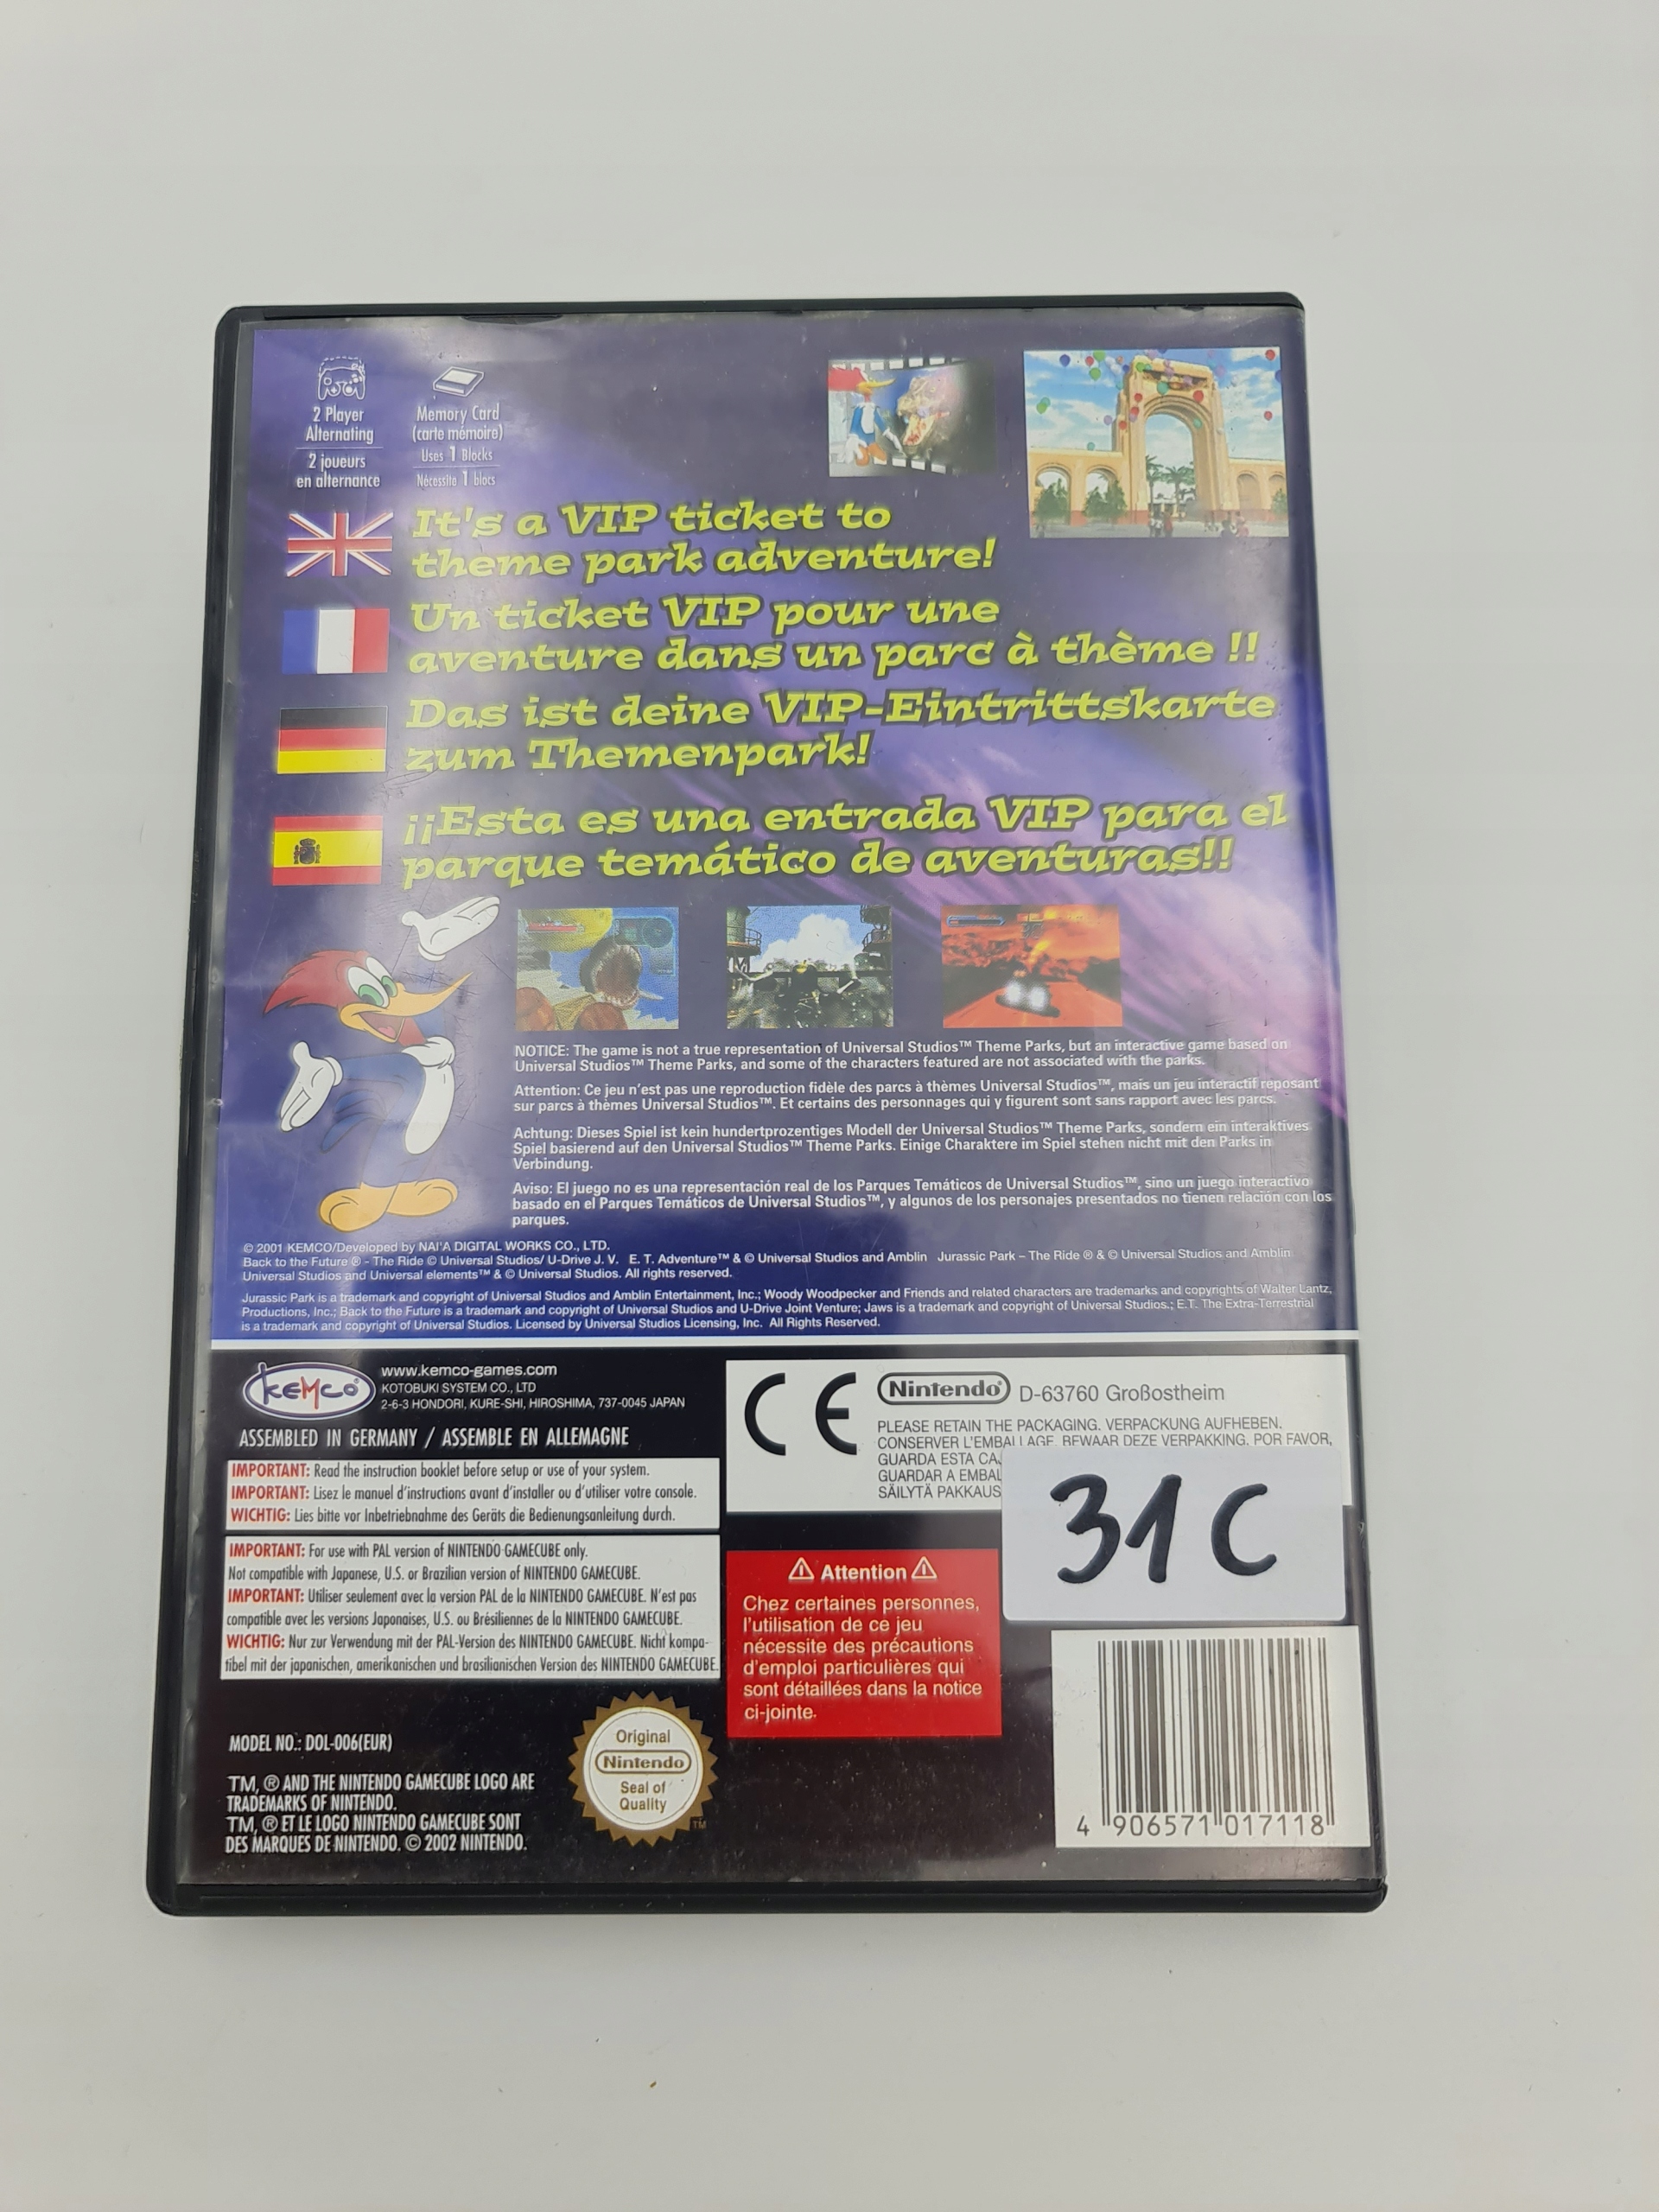 2 Player
Alternating
2 joueurs
en alternance
Memory Card
(carte mémoire)
Uses 1 Blocks
Nécessite 1 blocs
It's a VIP ticket to
theme park adventure!
Un ticket VIP pour une
aventure dans un parc à thème !!
Das ist deine VIP-Eintrittskarte
zum Themenpark!
¡¡Esta es una entrada VIP para el
parque temático de aventuras!!
NOTICE: The game is not a true representation of Universal Studios™ Theme Parks, but an interactive game based on
Universal Studios™ Theme Parks, and some of the characters featured are not associated with the parks.
Attention: Ce jeu n'est pas une reproduction fidèle des parcs à thèmes Universal Studios™, mais un jeu interactif reposant
sur parcs à thèmes Universal Studios™. Et certains des personnages qui y figurent sont sans rapport avec les parcs.
Achtung: Dieses Spiel ist kein hundertprozentiges Modell der Universal Studios™ Theme Parks, sondern ein interaktives
Spiel basierend auf den Universal Studios™ Theme Parks. Einige Charaktere im Spiel stehen nicht mit den Parks in
Verbindung.
Aviso: El juego no es una representación real de los Parques Temáticos de Universal Studios™, sino un juego interactivo
basado en el Parques Temáticos de Universal Studios™, y algunos de los personajes presentados no tienen relación con los
parques.
© 2001 KEMCO/Developed by NAI'A DIGITAL WORKS CO., LTD.
Back to the Future ® - The Ride © Universal Studios/ U-Drive J. V. E. T. Adventure™ & © Universal Studios and Amblin Jurassic Park – The Ride ® & © Universal Studios and Amblin
Universal Studios and Universal elements™ & © Universal Studios. All rights reserved.
Jurassic Park is a trademark and copyright of Universal Studios and Amblin Entertainment, Inc.; Woody Woodpecker and Friends and related characters are trademarks and copyrights of Walter Lantz,
Productions, Inc.; Back to the Future is a trademark and copyright of Universal Studios and U-Drive Joint Venture; Jaws is a trademark and copyright of Universal Studios.; E.T. The Extra-Terrestrial
is a trademark and copyright of Universal Studios. Licensed by Universal Studios Licensing, Inc. All Rights Reserved.
KEMCO
www.kemco-games.com
KOTOBUKI SYSTEM CO., LTD
2-6-3 HONDORI, KURE-SHI, HIROSHIMA, 737-0045 JAPAN
ASSEMBLED IN GERMANY / ASSEMBLE EN ALLEMAGNE
IMPORTANT: Read the instruction booklet before setup or use of your system.
IMPORTANT: Lisez le manuel d'instructions avant d'installer ou d'utiliser votre console.
WICHTIG: Lies bitte vor Inbetriebnahme des Geräts die Bedienungsanleitung durch.
IMPORTANT: For use with PAL version of NINTENDO GAMECUBE only.
Not compatible with Japanese, U.S. or Brazilian version of NINTENDO GAMECUBE.
IMPORTANT: Utiliser seulement avec la version PAL de la NINTENDO GAMECUBE. N'est pas
compatible avec les versions Japonaises, U.S. ou Brésiliennes de la NINTENDO GAMECUBE.
WICHTIG: Nur zur Verwendung mit der PAL-Version des NINTENDO GAMECUBE. Nicht kompa-
tibel mit der japanischen, amerikanischen und brasilianischen Version des NINTENDO GAMECUBE.
MODEL NO.: DOL-006(EUR)
TM, ® AND THE NINTENDO GAMECUBE LOGO ARE
TRADEMARKS OF NINTENDO.
TM, ® ET LE LOGO NINTENDO GAMECUBE SONT
DES MARQUES DE NINTENDO. © 2002 NINTENDO.
Original
Nintendo
Seal of
Quality
TM
CE
Nintendo® D-63760 Großostheim
PLEASE RETAIN THE PACKAGING. VERPACKUNG AUFHEBEN.
CONSERVER L'EMBALLAGE. BEWAAR DEZE VERPAKKING. POR FAVOR,
GUARDA ESTA
GUARDAR A
SÄILYTÄ
31C
Attention
Chez certaines personnes,
l'utilisation de ce jeu
nécessite des précautions
d'emploi particulières qui
sont détaillées dans la notice
ci-jointe.
4 906571 017118